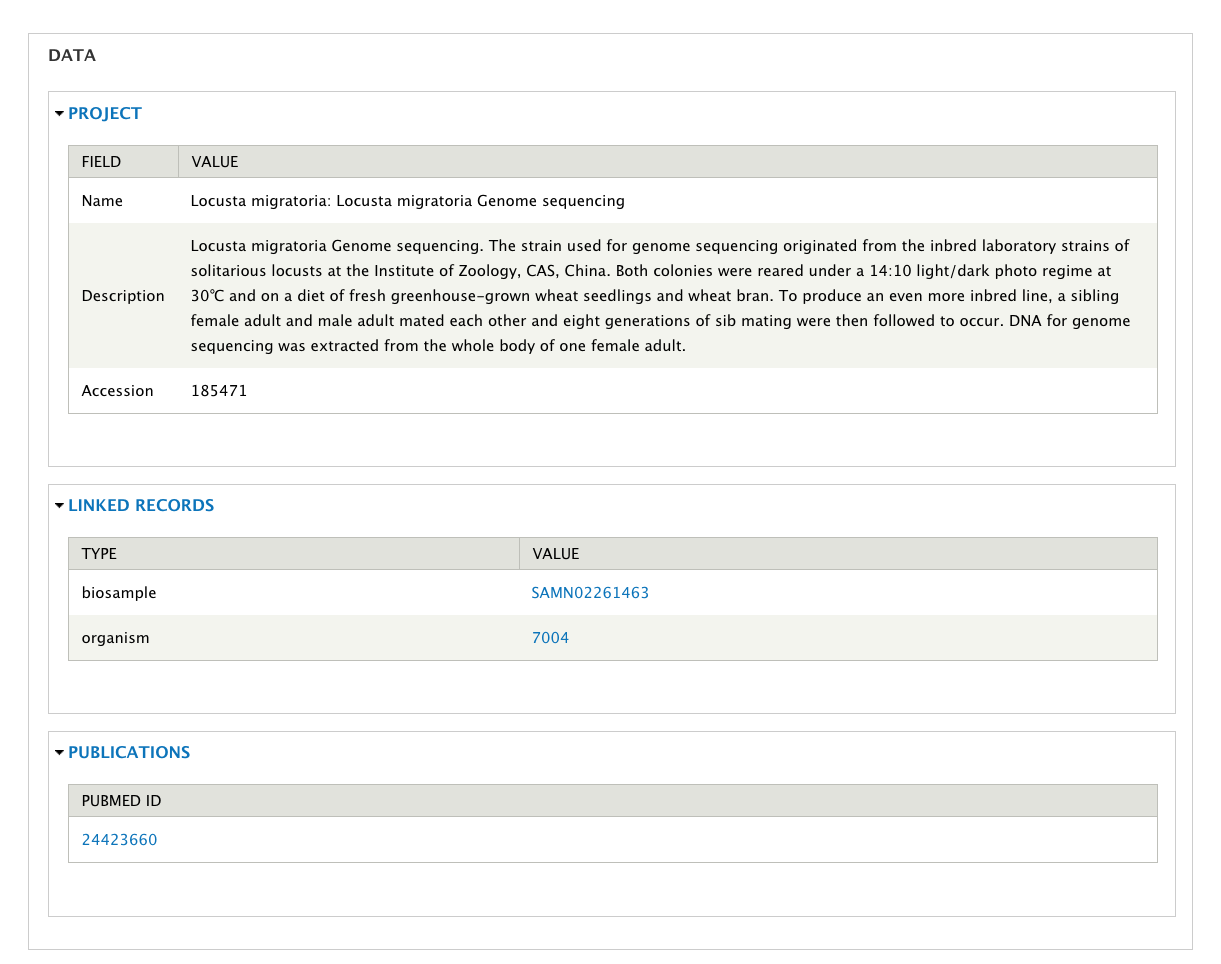 DATA
PROJECT
FIELD VALUE
Name Locusta migratoria: Locusta migratoria Genome sequencing
Description Locusta migratoria Genome sequencing. The strain used for genome sequencing originated from the inbred laboratory strains of
solitarious locusts at the Institute of Zoology, CAS, China. Both colonies were reared under a 14:10 light/dark photo regime at
30℃ and on a diet of fresh greenhouse-grown wheat seedlings and wheat bran. To produce an even more inbred line, a sibling
female adult and male adult mated each other and eight generations of sib mating were then followed to occur. DNA for genome
sequencing was extracted from the whole body of one female adult.
Accession 185471
LINKED RECORDS
TYPE VALUE
biosample SAMN02261463
organism 7004
PUBLICATIONS
PUBMED ID
24423660